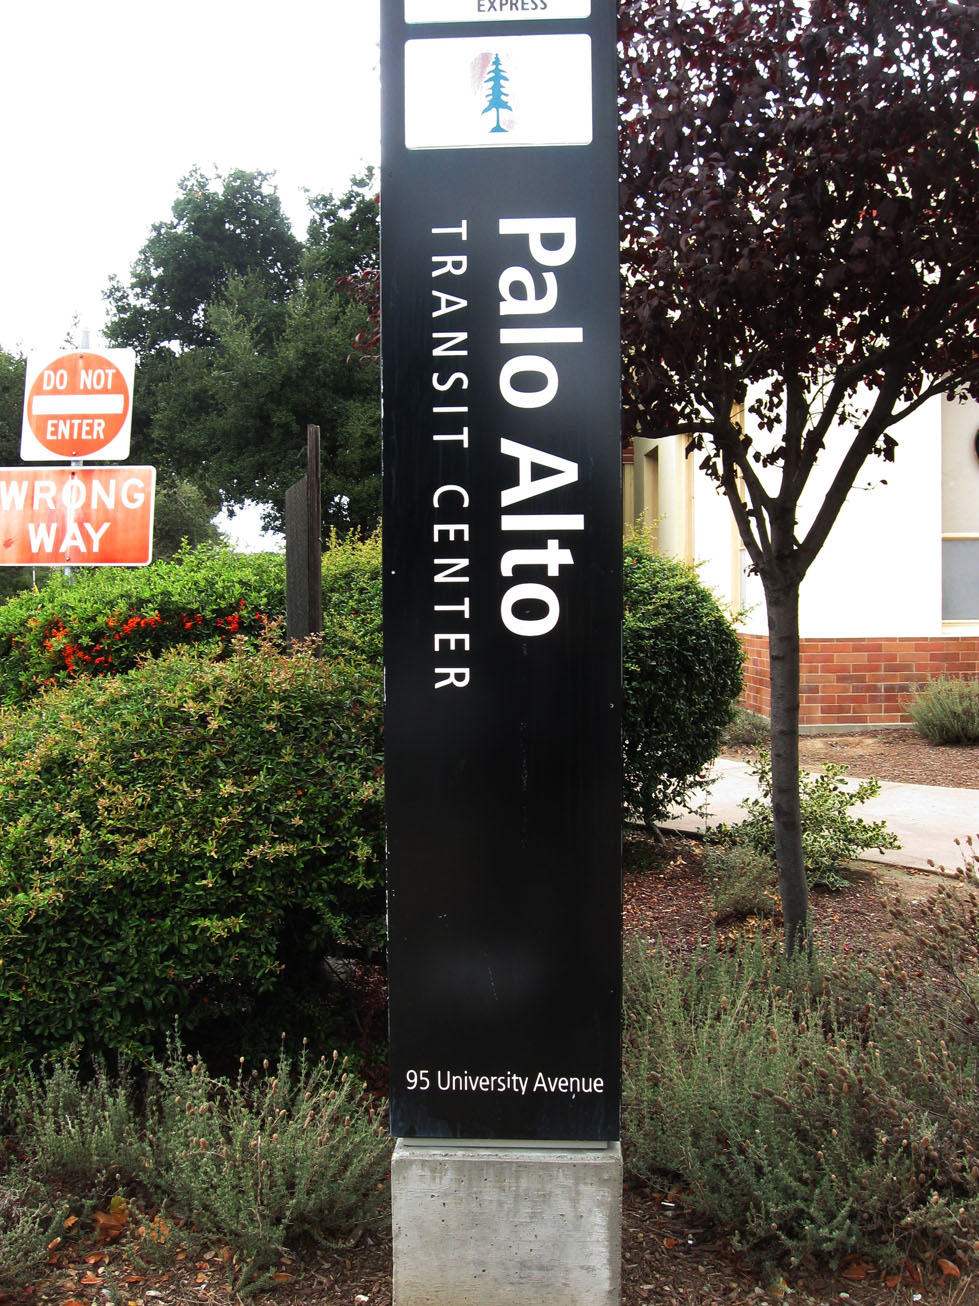 EXPRESS
Palo Alto
TRANSIT CENTER
95 University Avenue
DO NOT
ENTER
WRONG
WAY